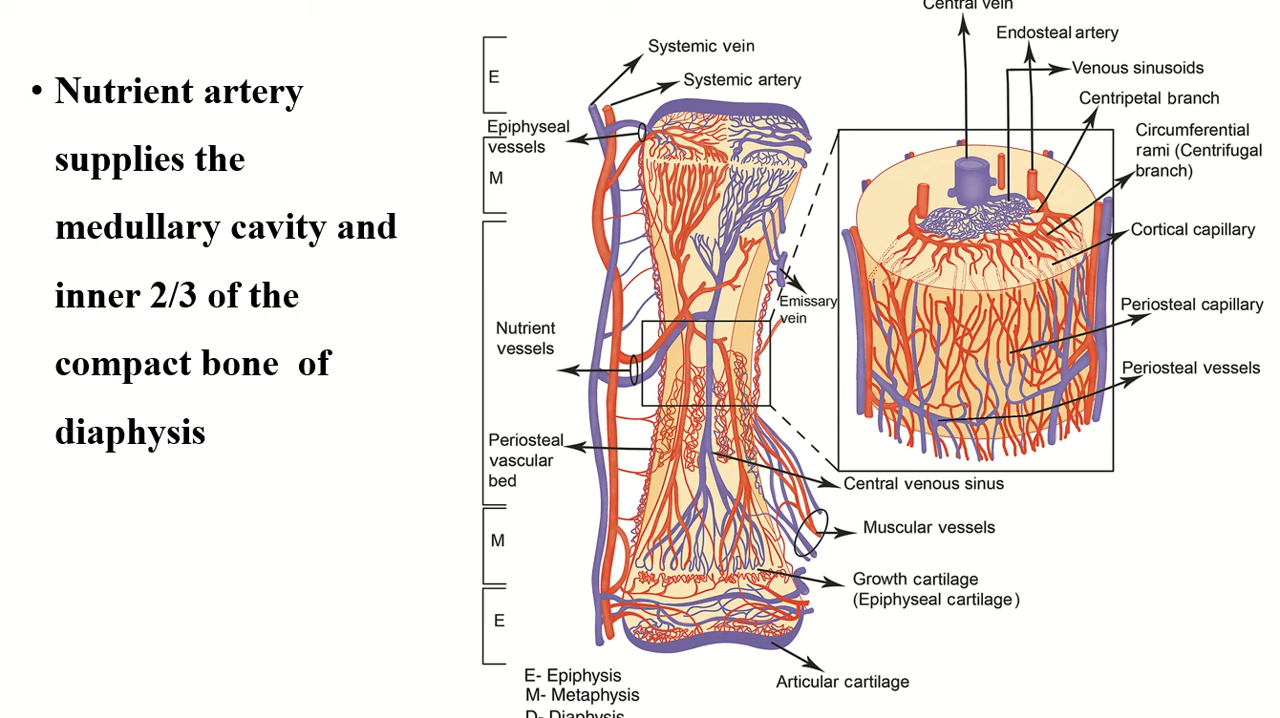 • Nutrient artery
supplies the
medullary cavity and
inner 2/3 of the
compact bone of
diaphysis
E
M
M
E
Systemic vein
Systemic artery
Epiphyseal
vessels
Nutrient
vessels
Periosteal
vascular
bed
Emissary
vein
Central venous sinus
Muscular vessels
Growth cartilage
(Epiphyseal cartilage)
Articular cartilage
E- Epiphysis
M- Metaphysis
D- Diaphysis
Central vein
Endosteal artery
Venous sinusoids
Centripetal branch
Circumferential
rami (Centrifugal
branch)
Cortical capillary
Periosteal capillary
Periosteal vessels